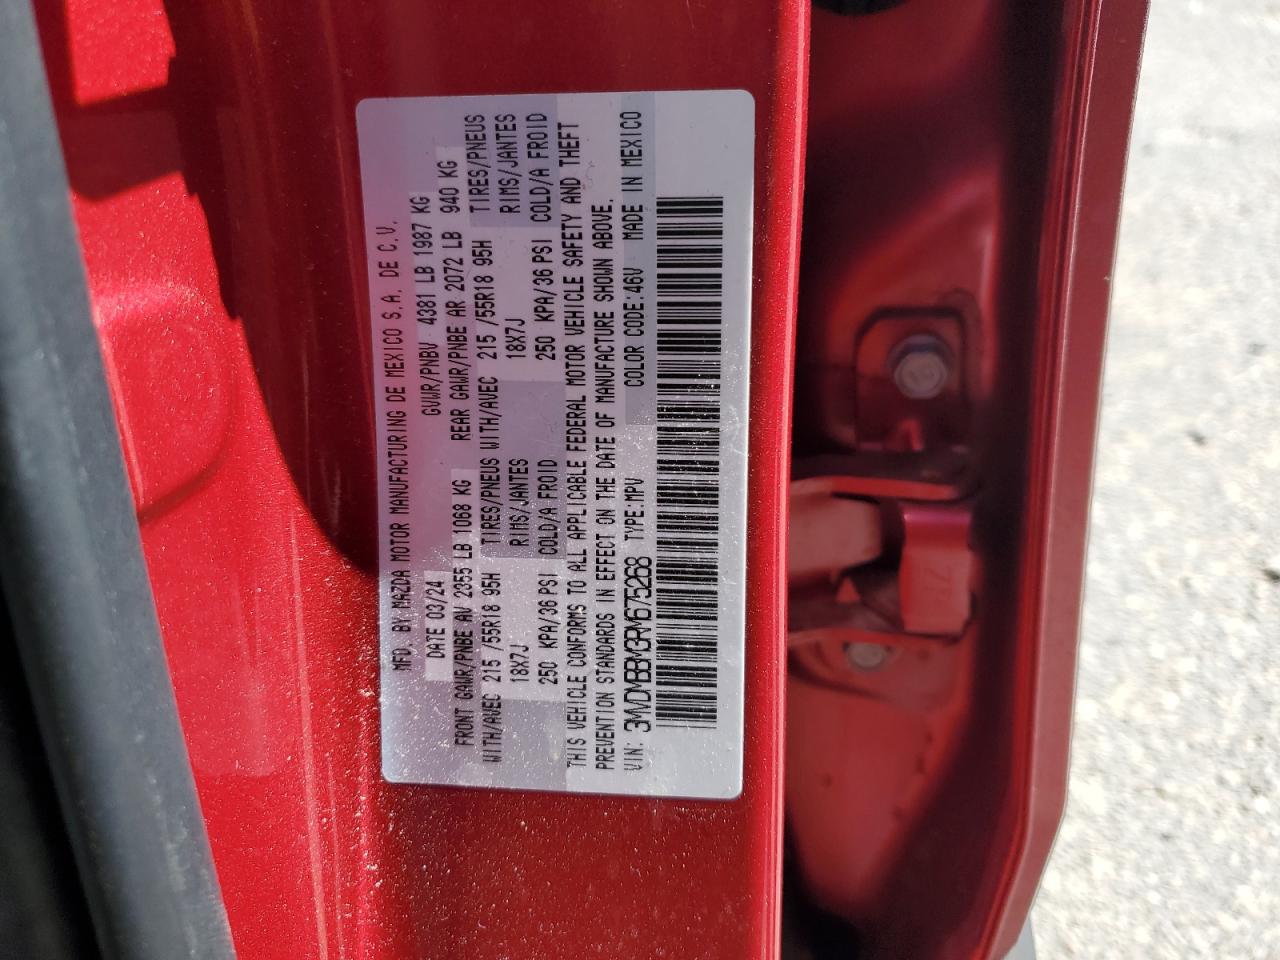 MFD. BY MAZDA MOTOR MANUFACTURING DE MEXICO S.A. DE C.V.
DATE 03/24 GVWR/PNBV 4381 LB 1987 KG
FRONT GAWR/PNBE AV 2355 LB 1068 KG REAR GAWR/PNBE AR 2072 LB 940 KG
WITH/AVEC 215 /55R18 95H TIRES/PNEUS WITH/AVEC 215 /55R18 95H TIRES/PNEUS
18X7J RIMS/JANTES 18X7J RIMS/JANTES
250 KPA/36 PSI COLD/A FROID 250 KPA/36 PSI COLD/A FROID
THIS VEHICLE CONFORMS TO ALL APPLICABLE FEDERAL MOTOR VEHICLE SAFETY AND THEFT
PREVENTION STANDARDS IN EFFECT ON THE DATE OF MANUFACTURE SHOWN ABOVE.
VIN: 3MVDMBBM3RM675268 TYPE:MPV COLOR CODE:46V MADE IN MEXICO